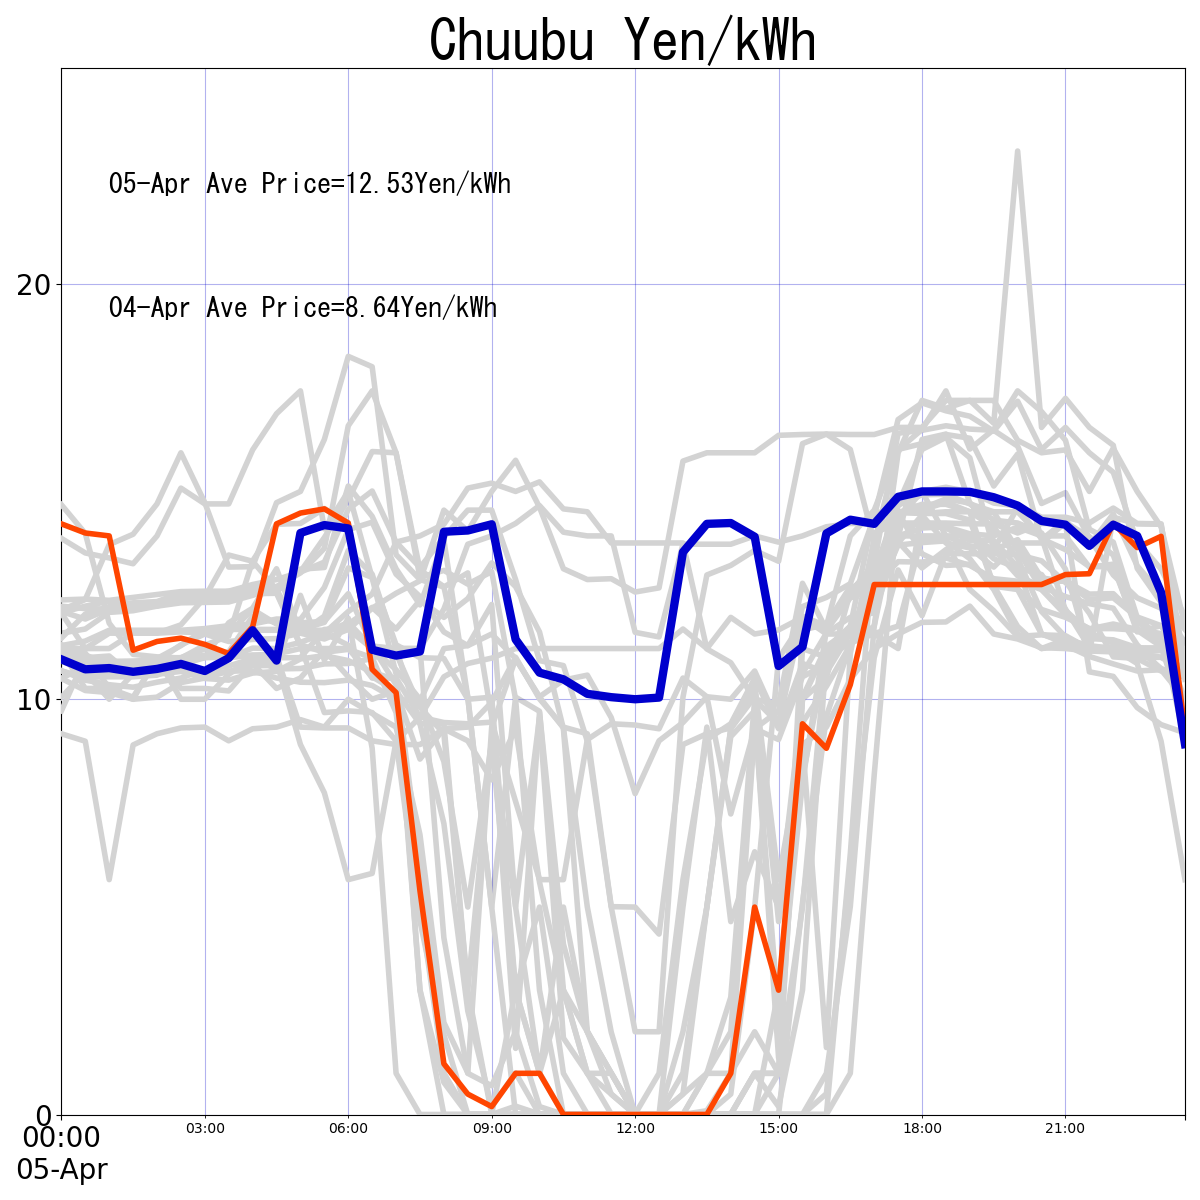 Chuubu Yen/kWh
05-Apr Ave Price=12.53Yen/kWh
20
04-Apr Ave Price=8.64Yen/kWh
10
0
00:00 03:00 06:00 09:00 12:00 15:00 18:00 21:00
05-Apr